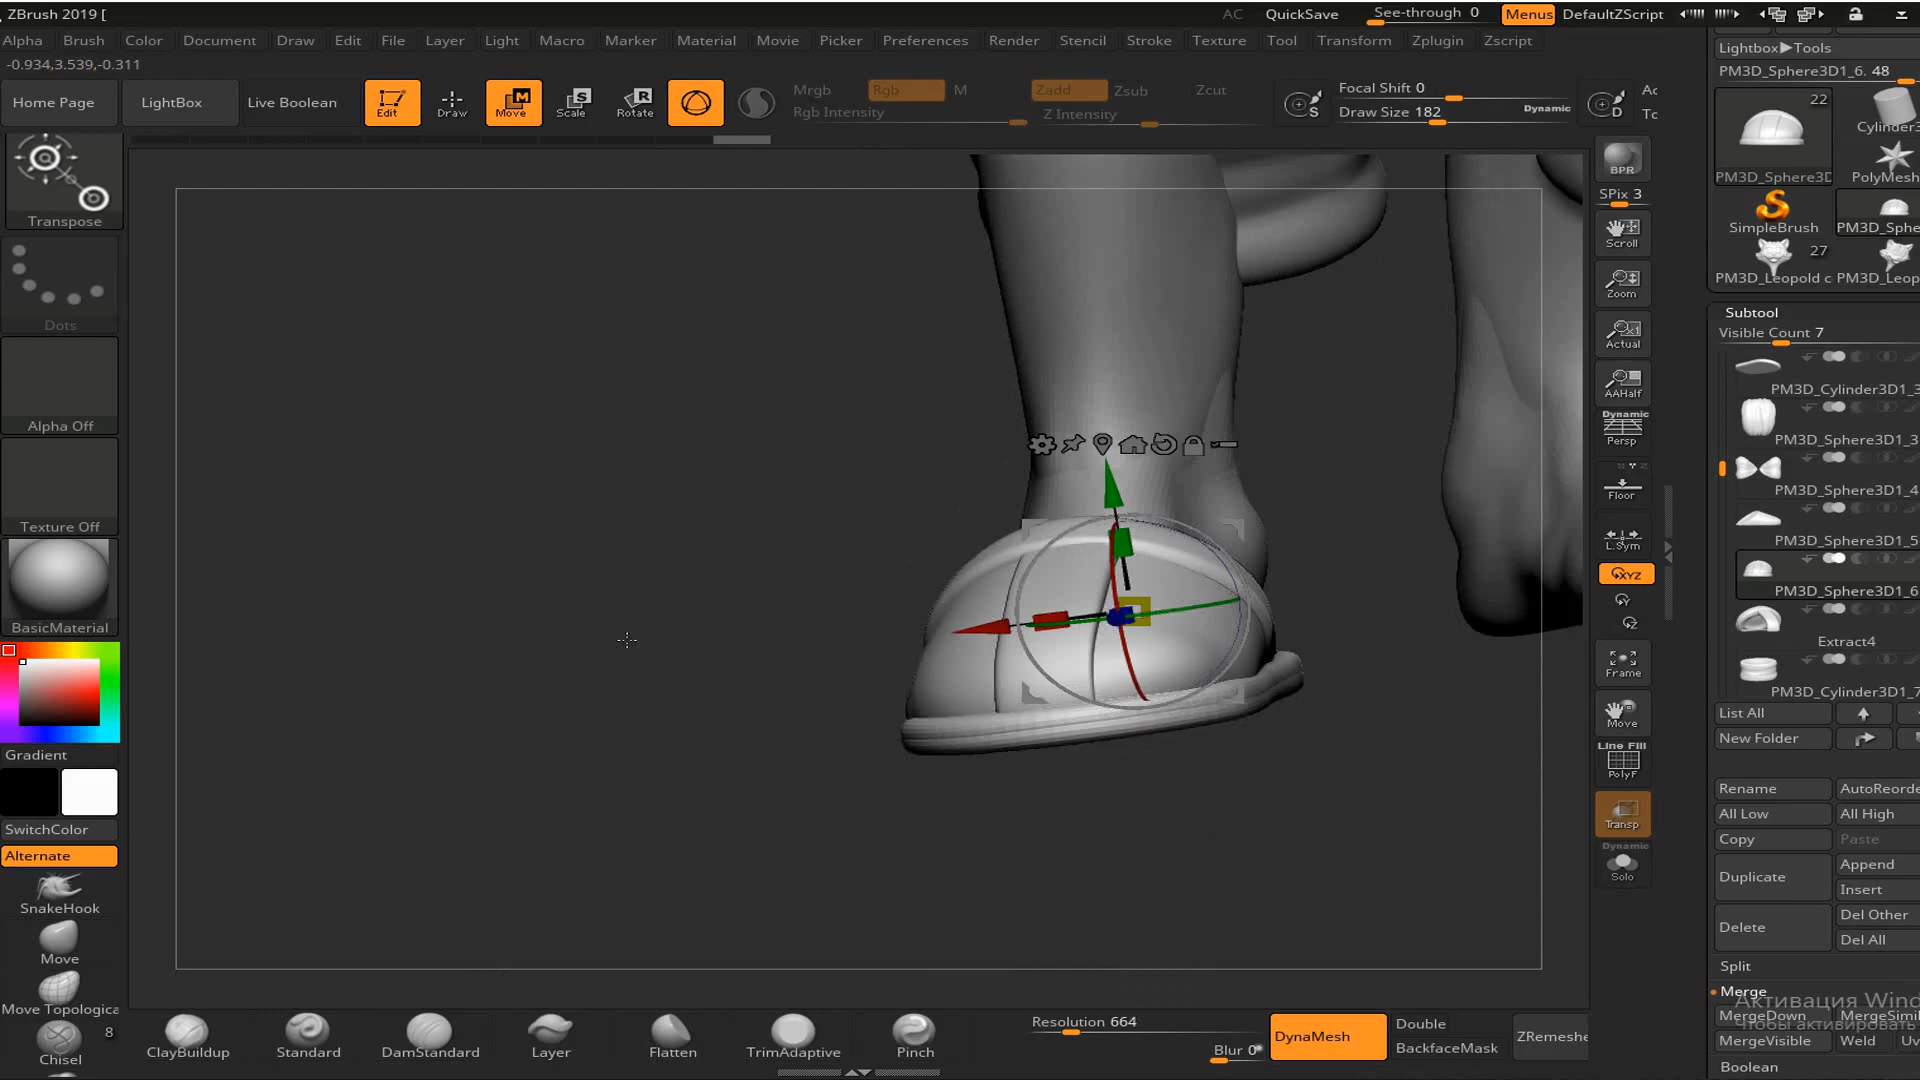 ZBrush 2019 [
AC
QuickSave
See-through 0
Menus
DefaultZScript
Alpha Brush Color Document Draw Edit File Layer Light Macro Marker Material Movie Picker Preferences Render Stencil Stroke Texture Tool Transform Zplugin Zscript
-0.934,3.539,-0.311
Home Page
LightBox
Live Boolean
Edit
Draw
Move
Scale
Rotate
Mrgb Rgb M
Rgb Intensity
Zadd Zsub Zcut
Z Intensity
Focal Shift 0
Draw Size 182
Dynamic
Lightbox▶Tools
PM3D_Sphere3D1_6. 48
22
Cylinder3
PM3D_Sphere3D
PolyMesh
SimpleBrush
PM3D_Sphe
27
PM3D_Leopold c
PM3D_Leop
Transpose
Dots
Alpha Off
Texture Off
BasicMaterial
Gradient
SwitchColor
Alternate
SnakeHook
Move
Move Topologica
8
Chisel
BPR
SPix 3
Scroll
Zoom
Actual
AAHalf
Dynamic
Persp
Floor
L.Sym
XYZ
Y
Z
Frame
Move
Line Fill
PolyF
Transp
Dynamic
Solo
Subtool
Visible Count 7
PM3D_Cylinder3D1_3
PM3D_Sphere3D1_3
PM3D_Sphere3D1_4
PM3D_Sphere3D1_5
PM3D_Sphere3D1_6
Extract4
PM3D_Cylinder3D1_7
List All
New Folder
Rename AutoReorde
All Low All High
Copy Paste
Duplicate
Append
Insert
Delete
Del Other
Del All
Split
Merge
Активация Wind
MergeDown MergeSimil
Чтобы активировать
MergeVisible Weld Uv
Boolean
ClayBuildup
Standard
DamStandard
Layer
Flatten
TrimAdaptive
Pinch
Resolution 664
Blur 0
DynaMesh
Double
BackfaceMask
ZRemeshe